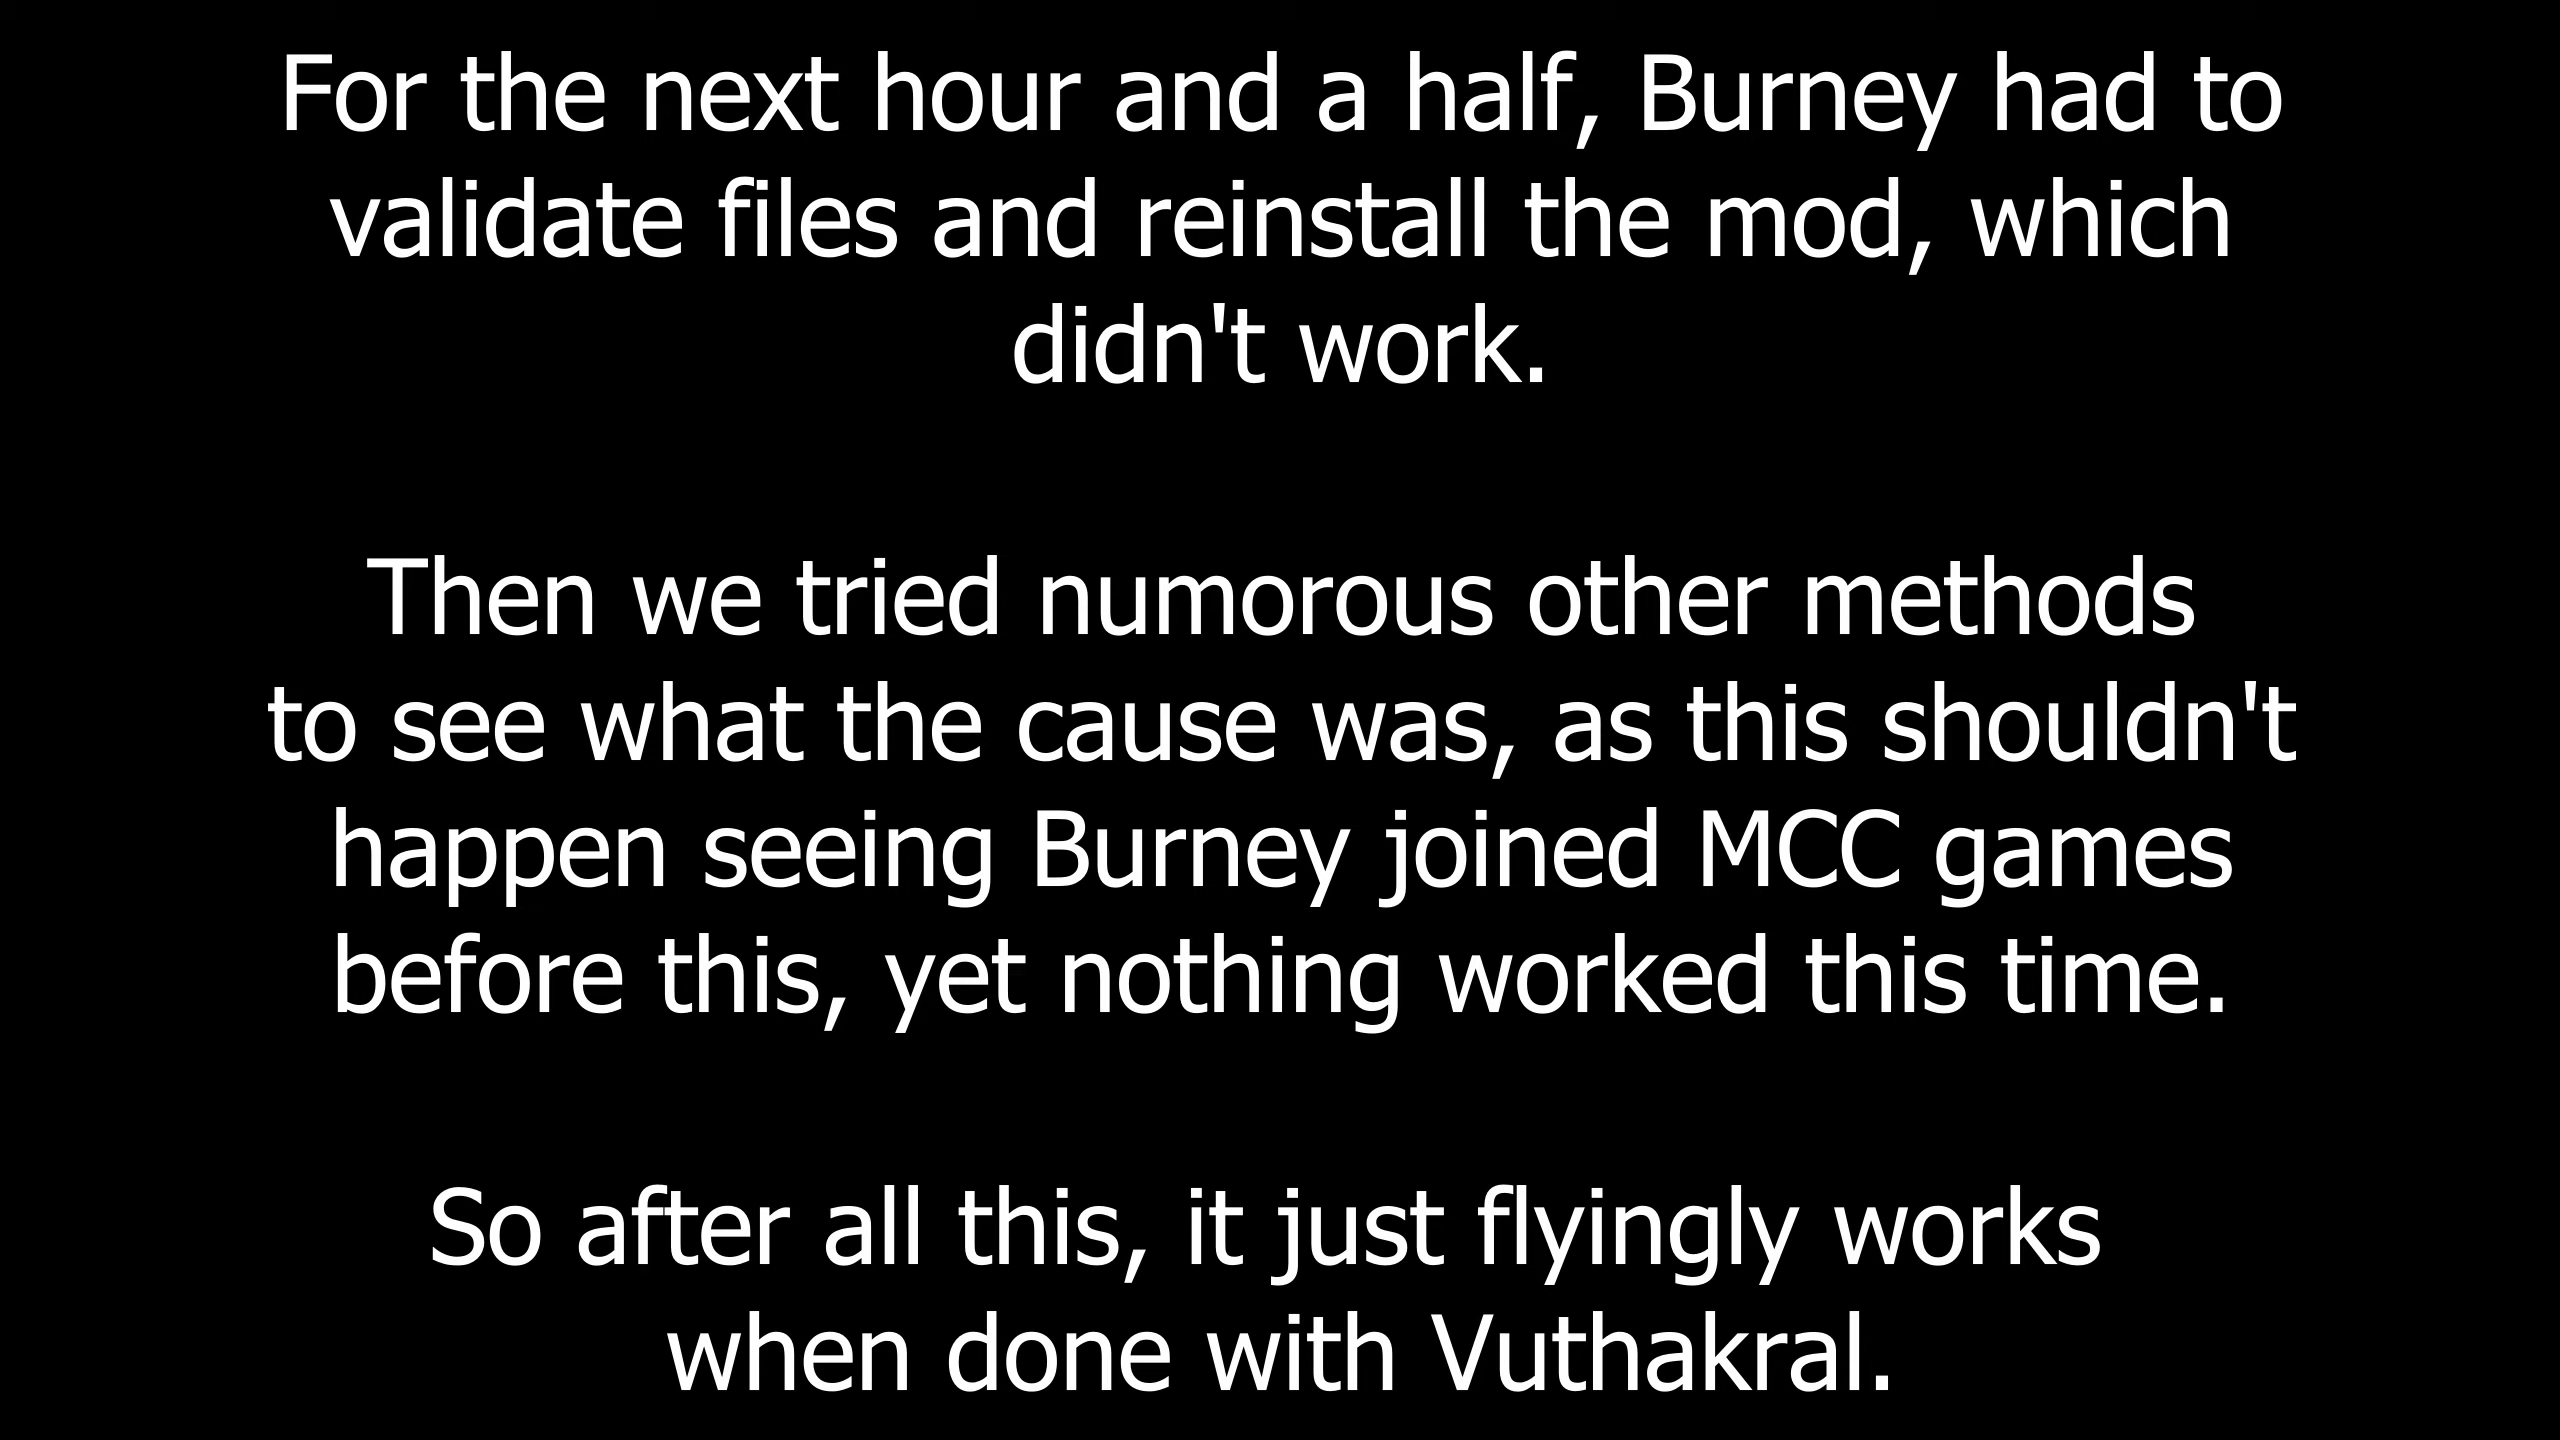 For the next hour and a half, Burney had to
validate files and reinstall the mod, which
didn't work.
Then we tried numorous other methods
to see what the cause was, as this shouldn't
happen seeing Burney joined MCC games
before this, yet nothing worked this time.
So after all this, it just flyingly works
when done with Vuthakral.